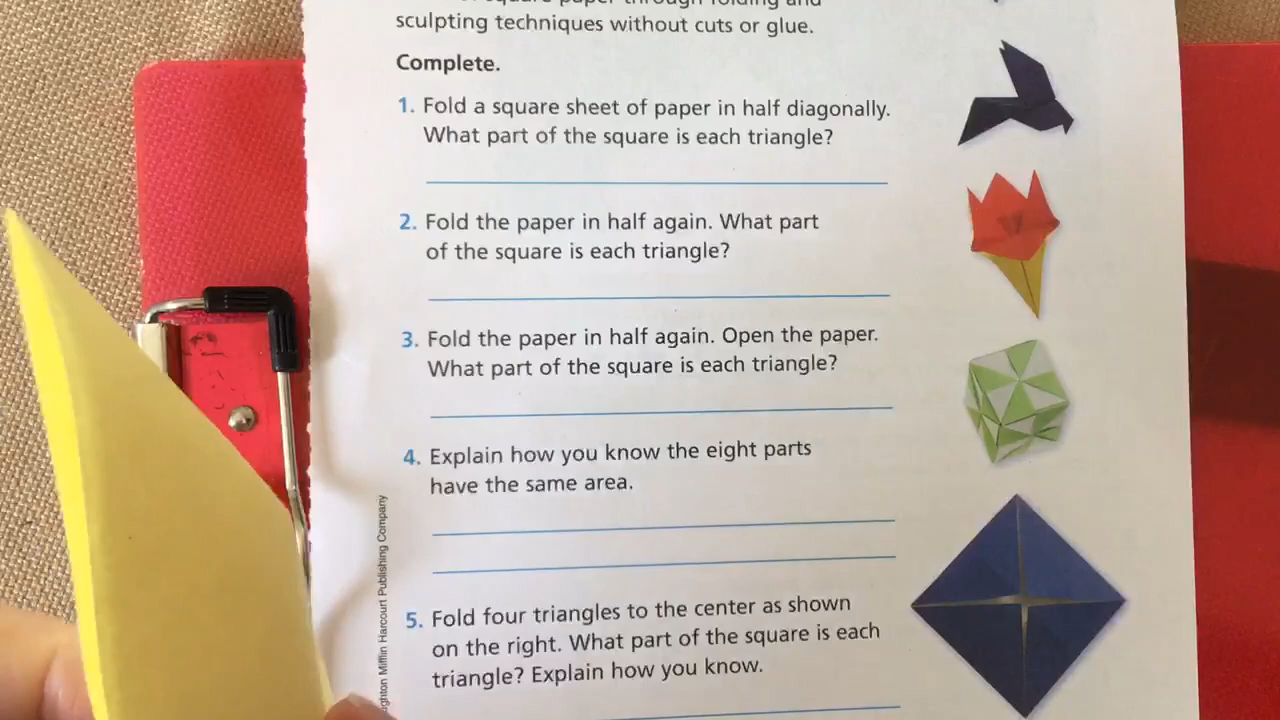 sculpting techniques without cuts or glue.
Complete.
1. Fold a square sheet of paper in half diagonally.
What part of the square is each triangle?
2. Fold the paper in half again. What part
of the square is each triangle?
3. Fold the paper in half again. Open the paper.
What part of the square is each triangle?
4. Explain how you know the eight parts
have the same area.
5. Fold four triangles to the center as shown
on the right. What part of the square is each
triangle? Explain how you know.
ughton Mifflin Harcourt Publishing Company